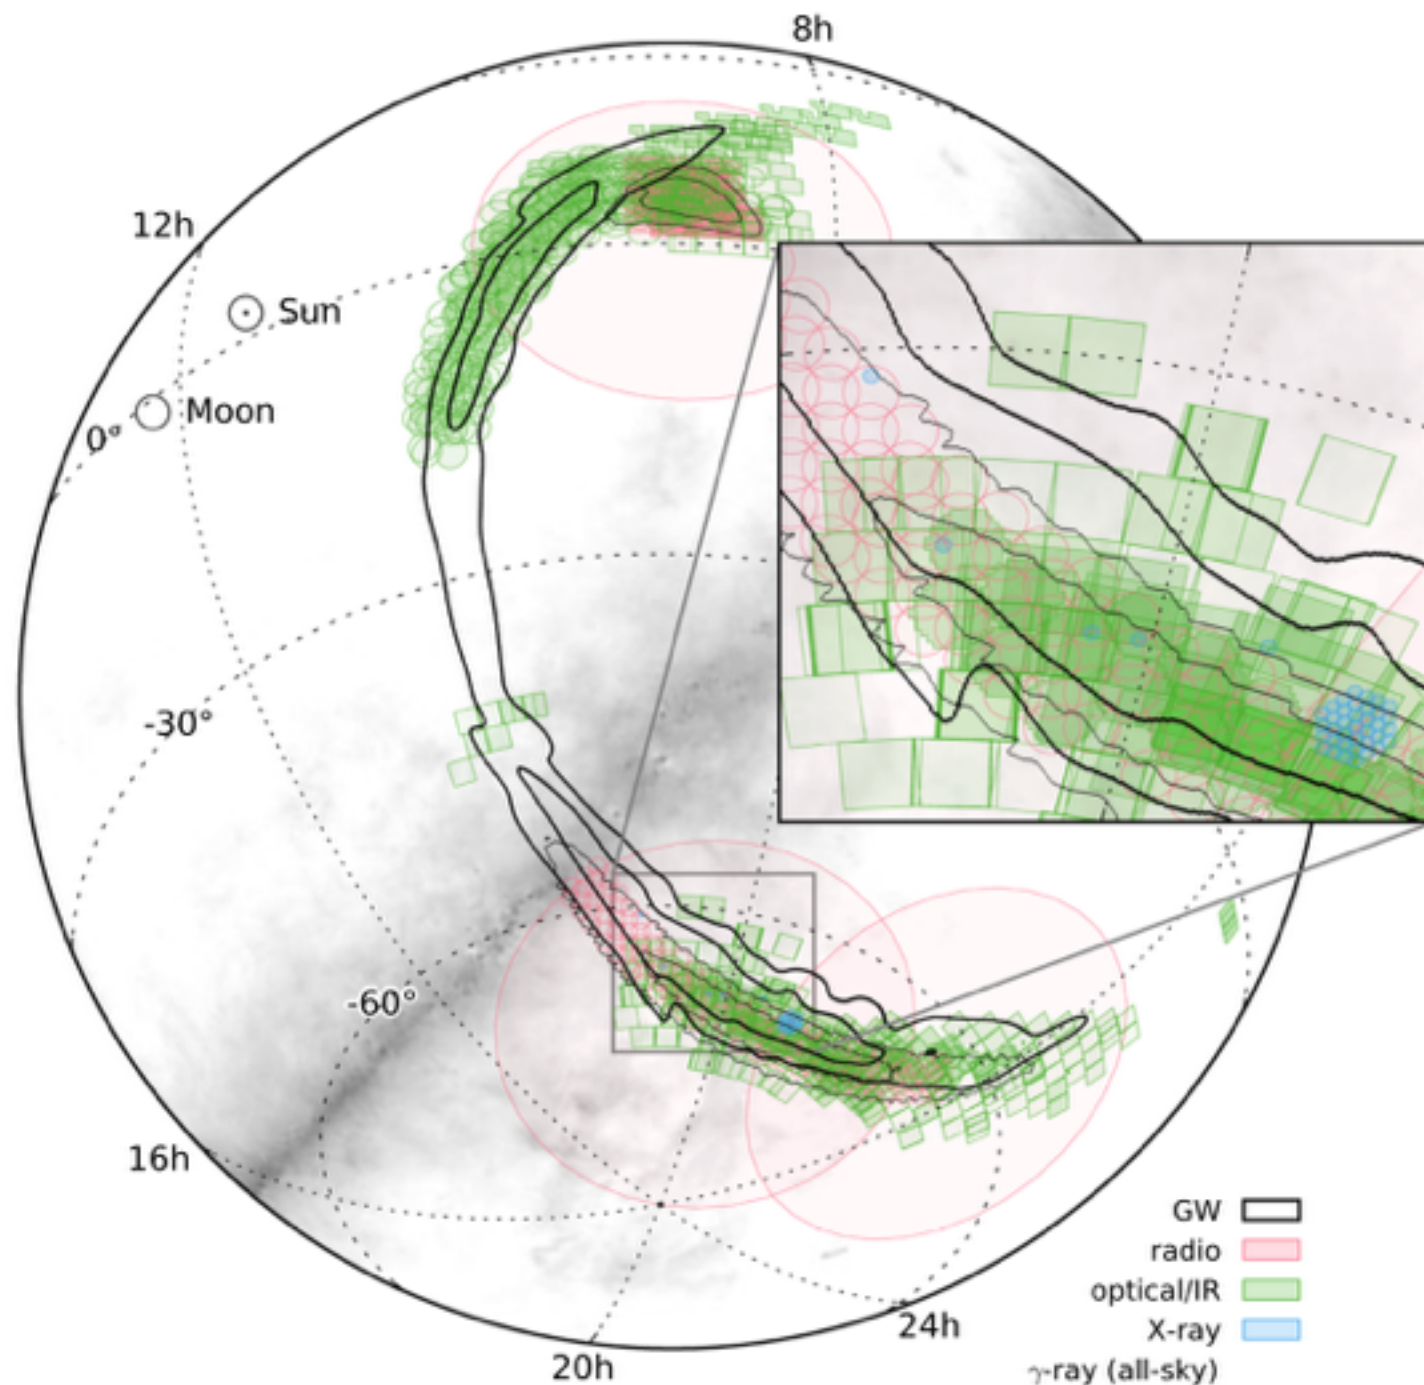 8h
12h
Sun
Moon
0°
-30°
-60°
16h
20h
24h
GW
radio
optical/IR
X-ray
γ-ray (all-sky)